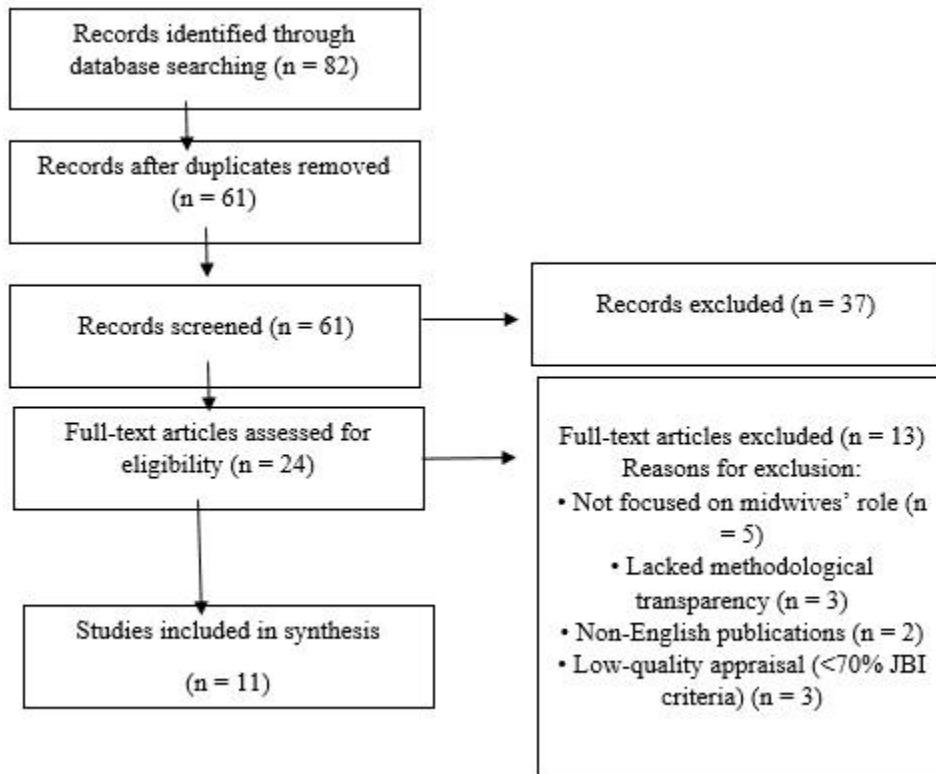 Records identified through
database searching (n = 82)
Records after duplicates removed
(n = 61)
Records screened (n = 61)
Records excluded (n = 37)
Full-text articles assessed for
eligibility (n = 24)
Full-text articles excluded (n = 13)
Reasons for exclusion:
• Not focused on midwives’ role (n
= 5)
• Lacked methodological
transparency (n = 3)
• Non-English publications (n = 2)
• Low-quality appraisal (<70% JBI
criteria) (n = 3)
Studies included in synthesis
(n = 11)